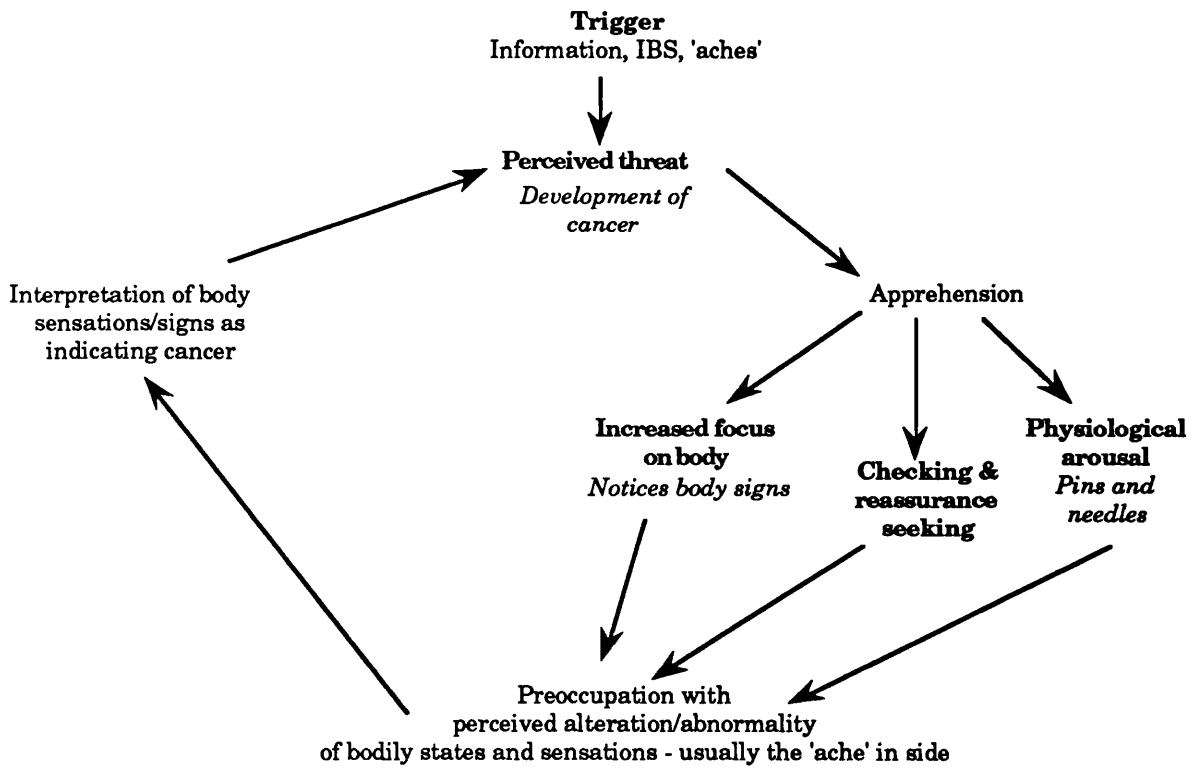 Trigger
Information, IBS, 'aches'
Perceived threat
Development of
cancer
Apprehension
Interpretation of body
sensations/signs as
indicating cancer
Increased focus
on body
Notices body signs
Checking &
reassurance
seeking
Physiological
arousal
Pins and
needles
Preoccupation with
perceived alteration/abnormality
of bodily states and sensations - usually the 'ache' in side